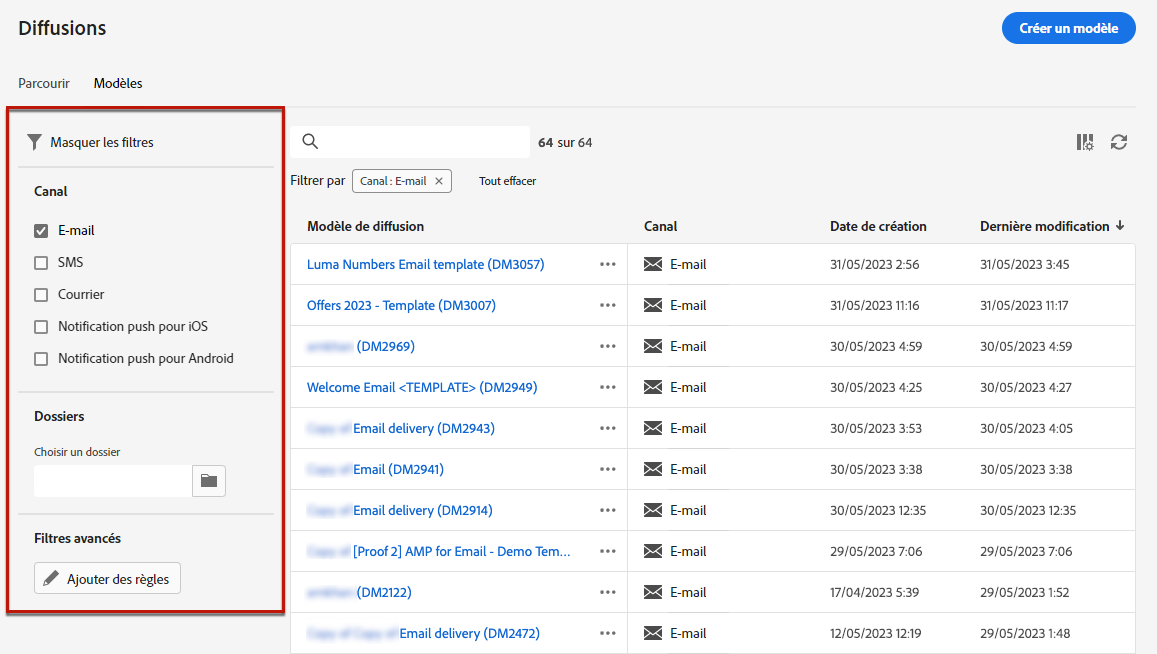 Diffusions
Créer un modèle
Parcourir Modèles
Masquer les filtres
Canal
E-mail
SMS
Courrier
Notification push pour iOS
Notification push pour Android
Dossiers
Choisir un dossier
Filtres avancés
Ajouter des règles
64 sur 64
Filtrer par Canal : E-mail Tout effacer
Modèle de diffusion Canal Date de création Dernière modification
Luma Numbers Email template (DM3057) E-mail 31/05/2023 2:56 31/05/2023 3:45
Offers 2023 - Template (DM3007) E-mail 31/05/2023 11:16 31/05/2023 11:17
(DM2969) E-mail 30/05/2023 4:59 30/05/2023 4:59
Welcome Email <TEMPLATE> (DM2949) E-mail 30/05/2023 4:25 30/05/2023 4:27
Email delivery (DM2943) E-mail 30/05/2023 3:53 30/05/2023 4:05
Email (DM2941) E-mail 30/05/2023 3:38 30/05/2023 3:38
Email delivery (DM2914) E-mail 30/05/2023 12:35 30/05/2023 12:35
[Proof 2] AMP for Email - Demo Tem... E-mail 29/05/2023 7:06 29/05/2023 7:06
(DM2122) E-mail 17/04/2023 5:39 29/05/2023 1:52
Email delivery (DM2472) E-mail 12/05/2023 12:19 29/05/2023 1:48